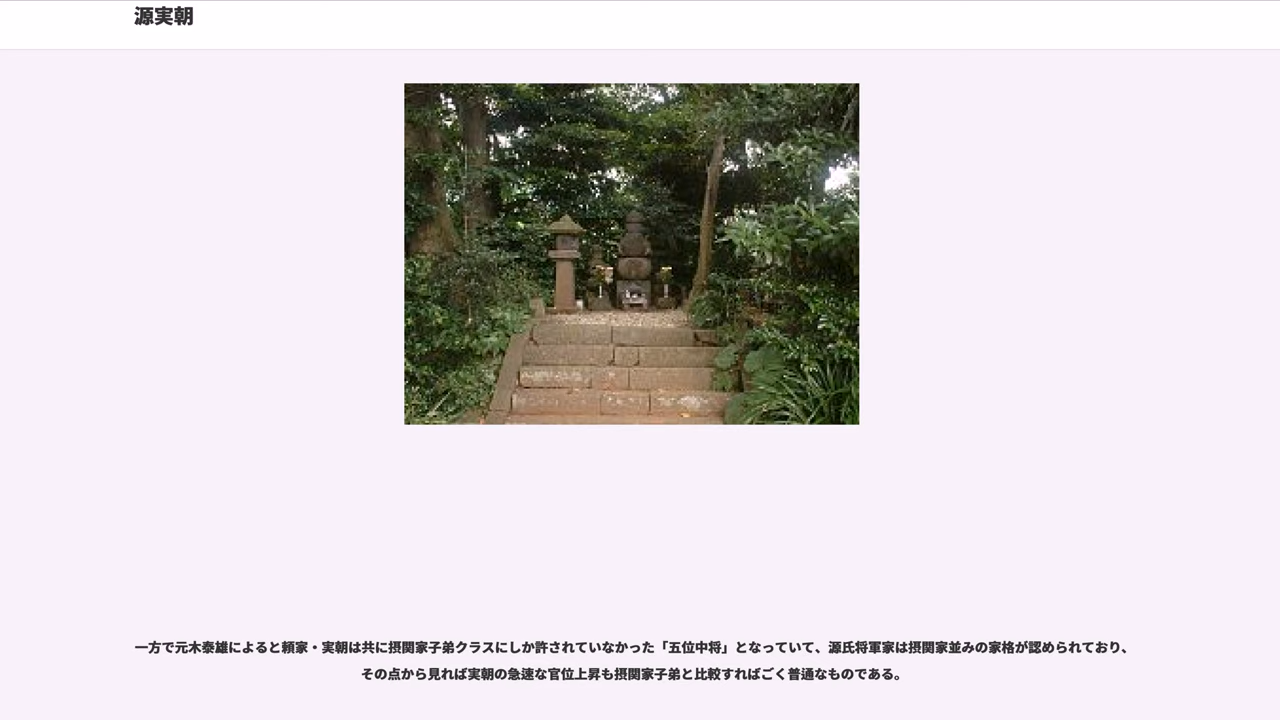 源実朝
一方で元木泰雄によると頼家・実朝は共に摂関家子弟クラスにしか許されていなかった「五位中将」となっていて、源氏将軍家は摂関家並みの家格が認められており、
その点から見れば実朝の急速な官位上昇も摂関家子弟と比較すればごく普通なものである。